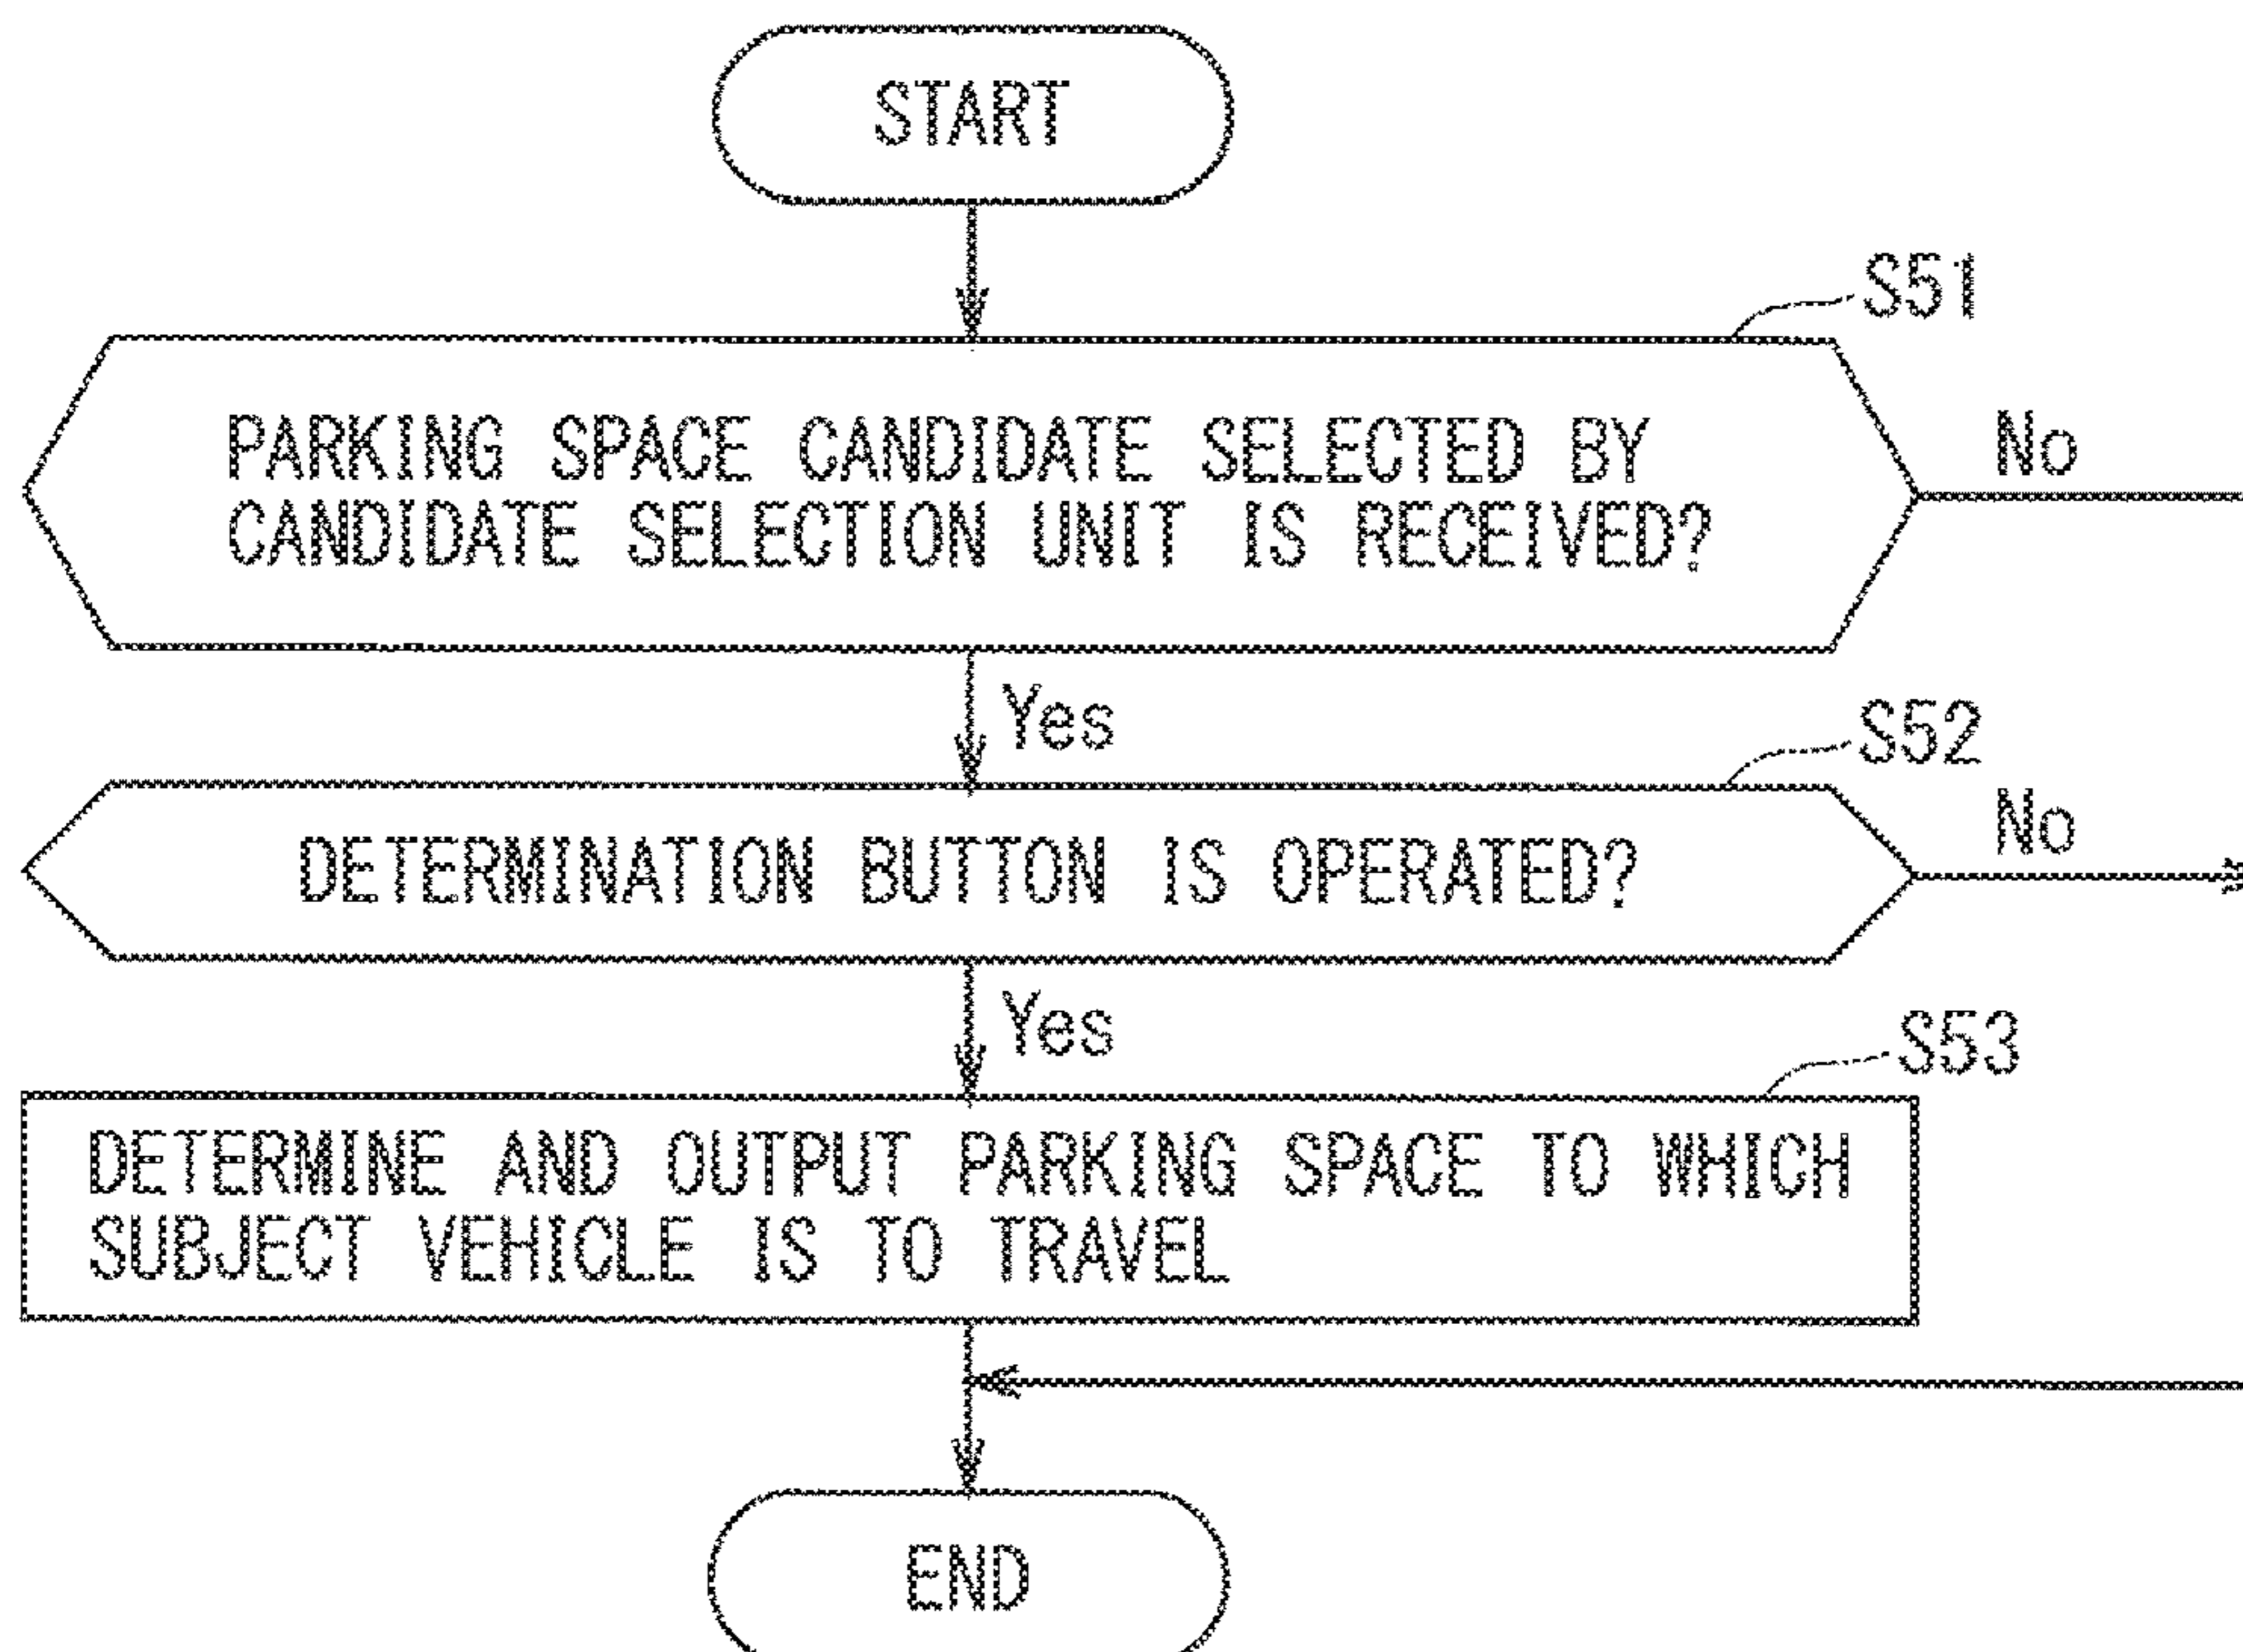 START
S51
PARKING SPACE CANDIDATE SELECTED BY
CANDIDATE SELECTION UNIT IS RECEIVED?
No
Yes
S52
DETERMINATION BUTTON IS OPERATED?
No
Yes
S53
DETERMINE AND OUTPUT PARKING SPACE TO WHICH
SUBJECT VEHICLE IS TO TRAVEL
END